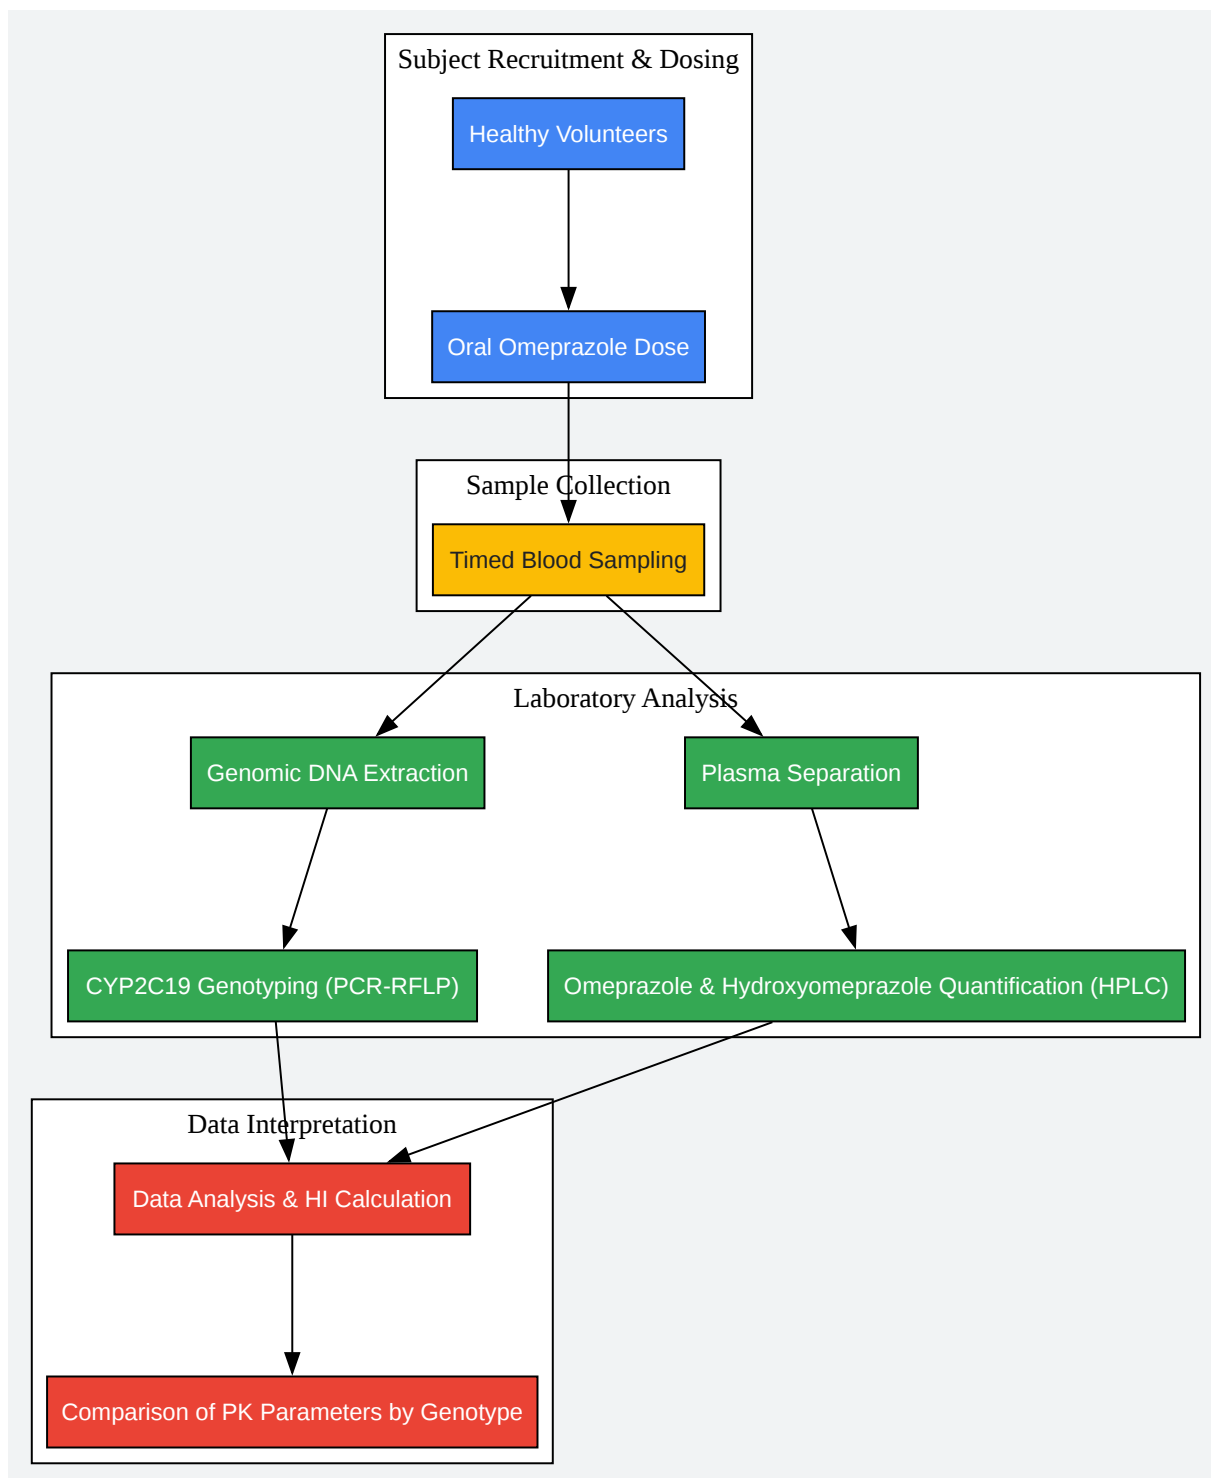 Subject Recruitment & Dosing
Healthy Volunteers
Oral Omeprazole Dose
Sample Collection
Timed Blood Sampling
Laboratory Analysis
Genomic DNA Extraction
Plasma Separation
CYP2C19 Genotyping (PCR-RFLP)
Omeprazole & Hydroxyomeprazole Quantification (HPLC)
Data Interpretation
Data Analysis & HI Calculation
Comparison of PK Parameters by Genotype